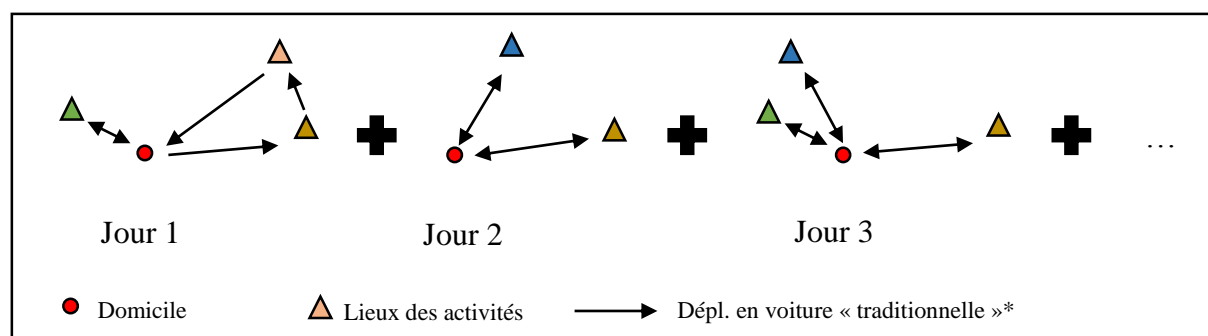 ...
Jour 1 Jour 2 Jour 3
Domicile Lieux des activités Dépl. en voiture « traditionnelle »*